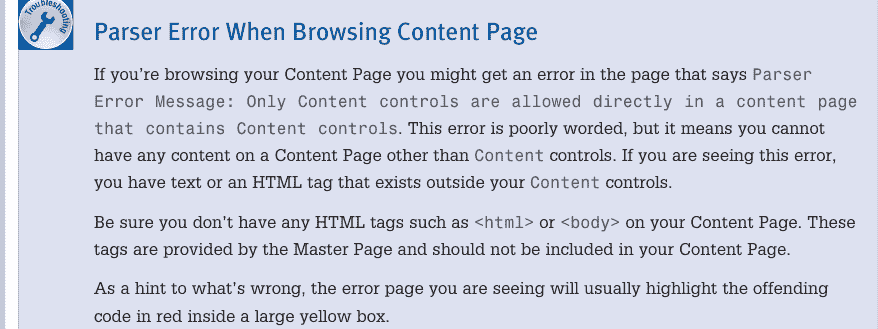 Troubleshooting
Parser Error When Browsing Content Page
If you’re browsing your Content Page you might get an error in the page that says Parser
Error Message: Only Content controls are allowed directly in a content page
that contains Content controls. This error is poorly worded, but it means you cannot
have any content on a Content Page other than Content controls. If you are seeing this error,
you have text or an HTML tag that exists outside your Content controls.
Be sure you don’t have any HTML tags such as <html> or <body> on your Content Page. These
tags are provided by the Master Page and should not be included in your Content Page.
As a hint to what’s wrong, the error page you are seeing will usually highlight the offending
code in red inside a large yellow box.